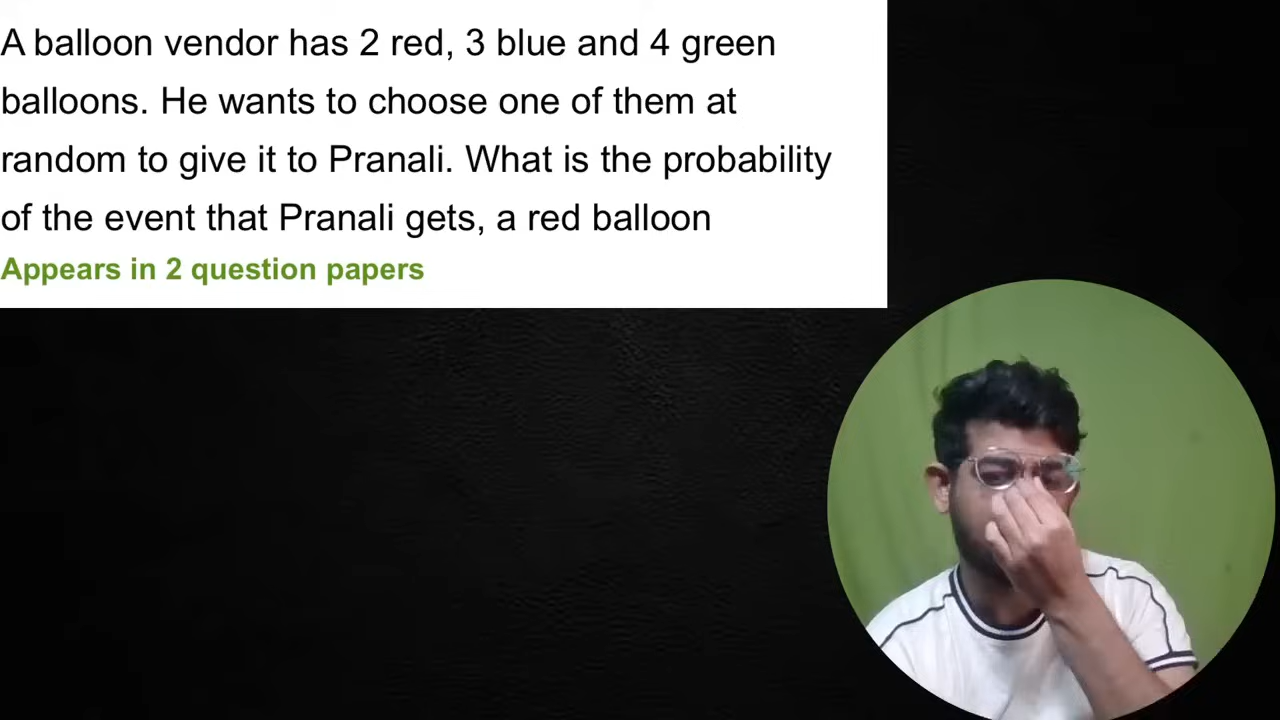 A balloon vendor has 2 red, 3 blue and 4 green
balloons. He wants to choose one of them at
random to give it to Pranali. What is the probability
of the event that Pranali gets, a red balloon
Appears in 2 question papers